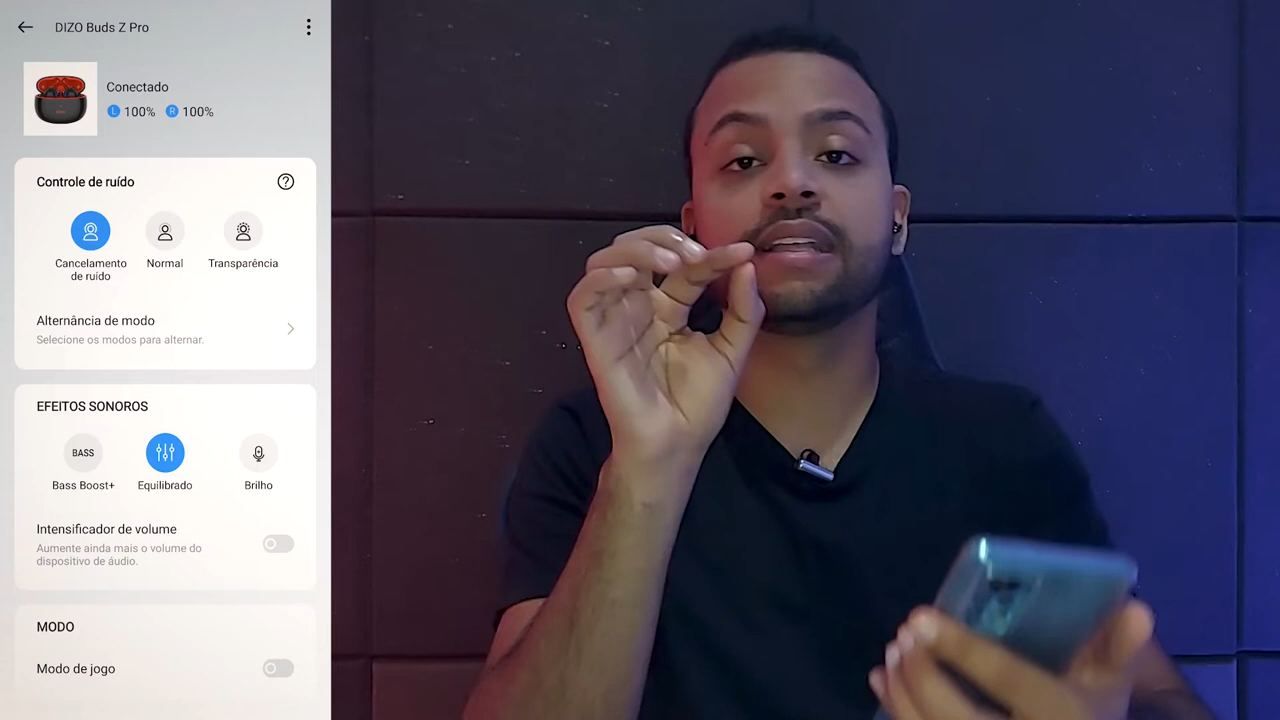 DIZO Buds Z Pro
Conectado
L 100% R 100%
Controle de ruído
Cancelamento de ruído
Normal
Transparência
Alternância de modo
Selecione os modos para alternar.
EFEITOS SONOROS
BASS
Bass Boost+
Equilibrado
Brilho
Intensificador de volume
Aumente ainda mais o volume do
dispositivo de áudio.
MODO
Modo de jogo